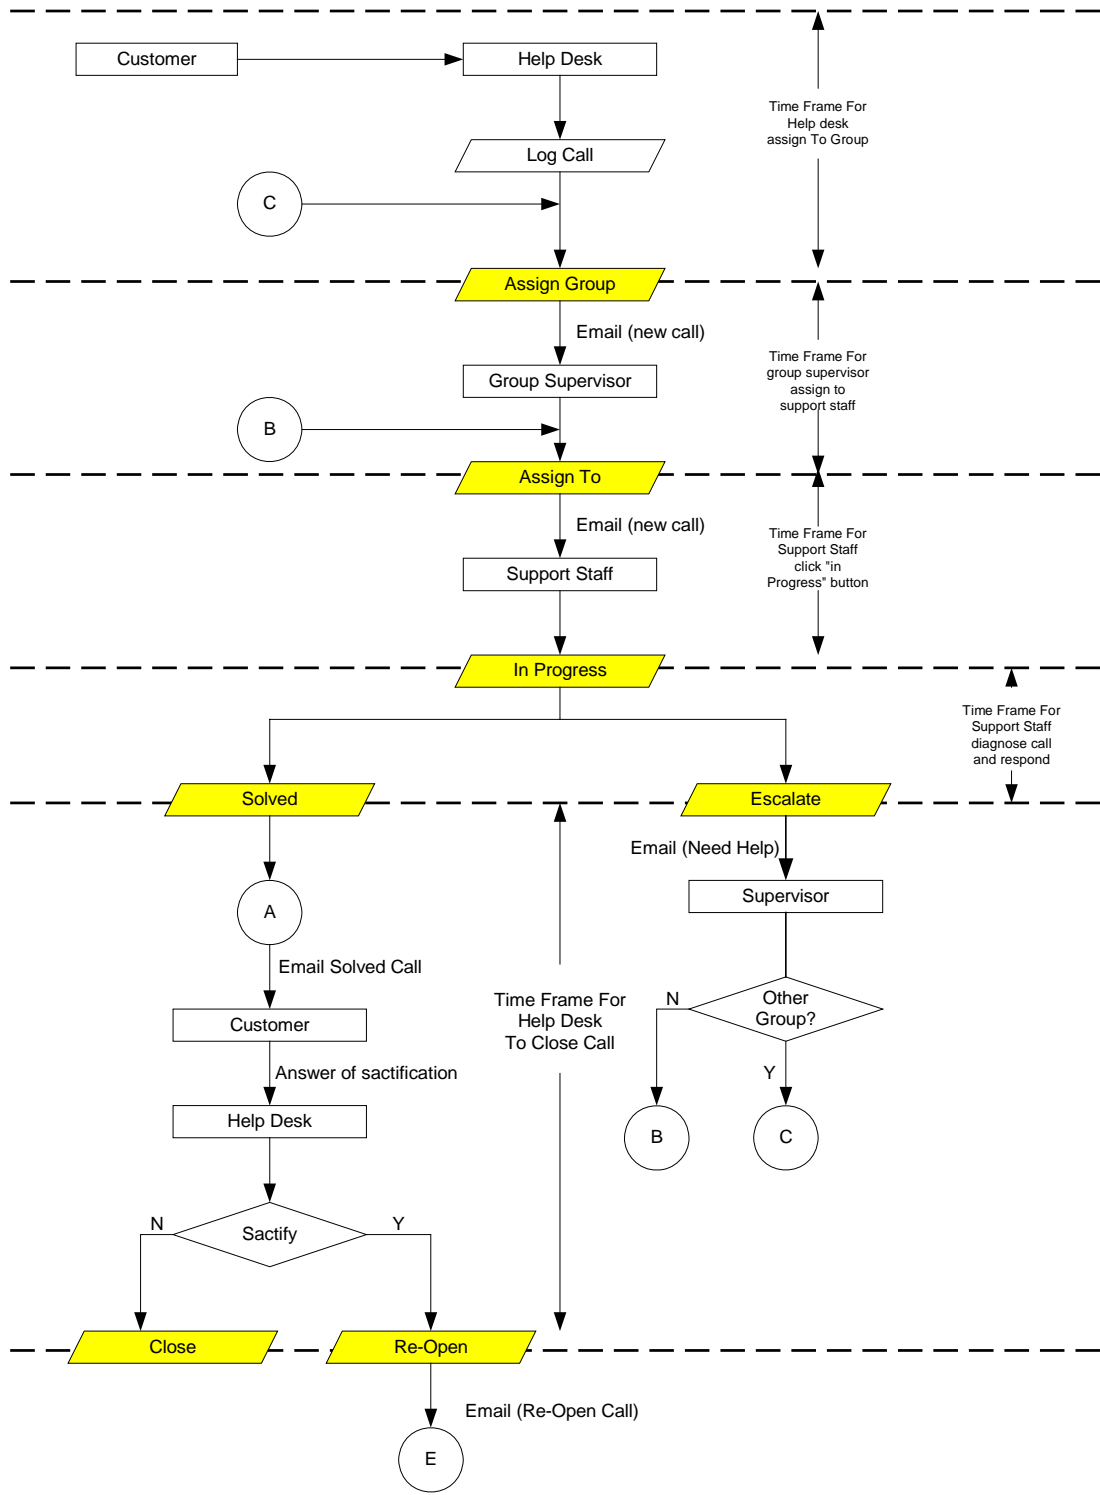 Customer
Help Desk
Time Frame For
Help desk
assign To Group
Log Call
C
Assign Group
Email (new call)
Time Frame For
group supervisor
assign to
support staff
Group Supervisor
B
Assign To
Email (new call)
Time Frame For
Support Staff
click "in
Progress" button
Support Staff
In Progress
Time Frame For
Support Staff
diagnose call
and respond
Solved
Escalate
Email (Need Help)
Supervisor
A
Email Solved Call
Time Frame For
Help Desk
To Close Call
N
Other
Group?
Customer
Y
Answer of sactification
B
C
Help Desk
N
Sactify
Y
Close
Re-Open
Email (Re-Open Call)
E